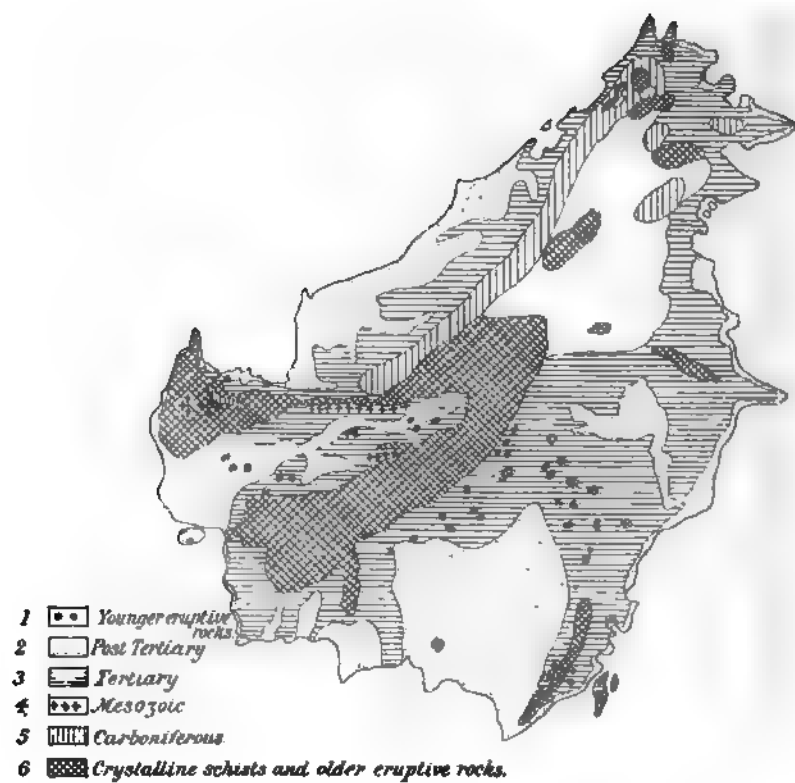 1 Younger eruptive
rocks.
2 Post Tertiary
3 Tertiary
4 Mesozoic
5 Carboniferous
6 Crystalline schists and older eruptive rocks.